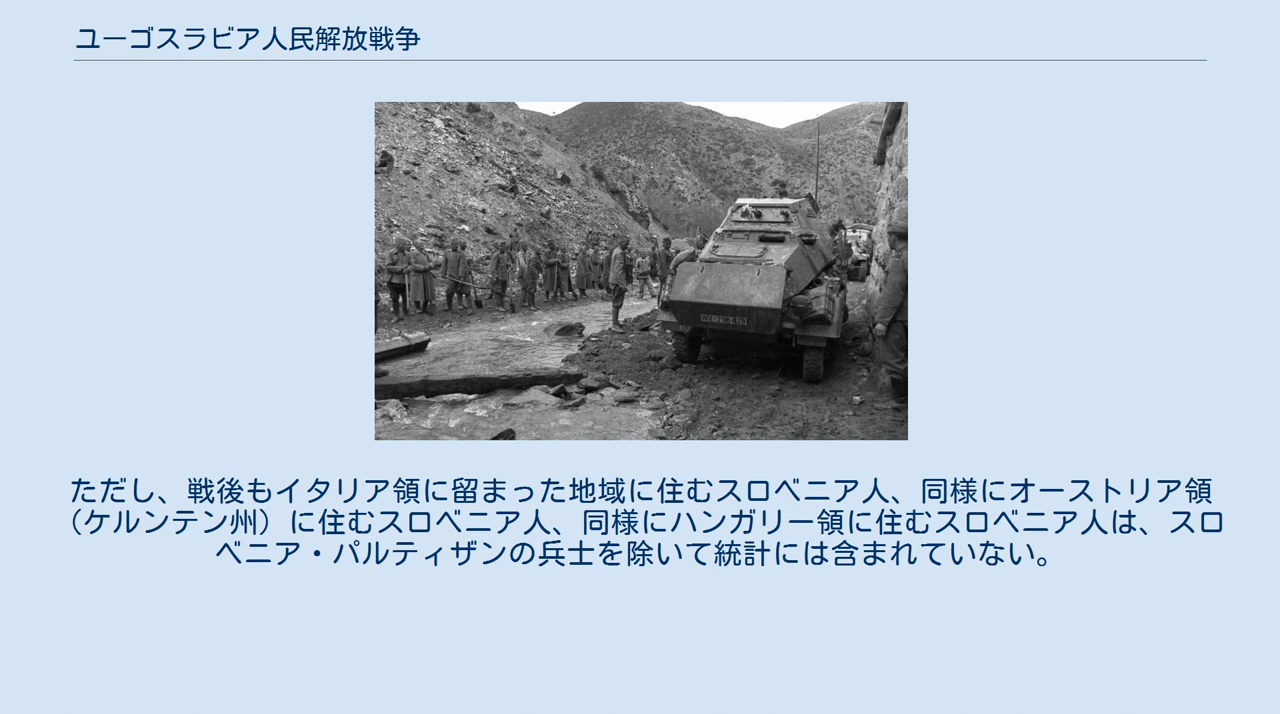 ユーゴスラビア人民解放戦争
ただし、戦後もイタリア領に留まった地域に住むスロベニア人、同様にオーストリア領
（ケルンテン州）に住むスロベニア人、同様にハンガリー領に住むスロベニア人は、スロ
ベニア・パルティザンの兵士を除いて統計には含まれていない。